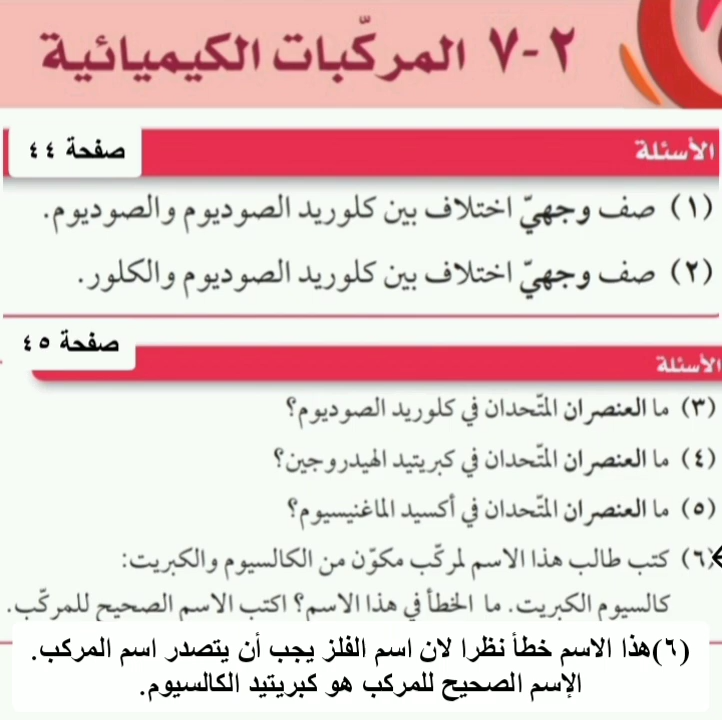 ٢-٧ المركّبات الكيميائية
الأسئلة
صفحة ٤٤
(١) صف وجهيّ اختلاف بين كلوريد الصوديوم والصوديوم.
(٢) صف وجهيّ اختلاف بين كلوريد الصوديوم والكلور.
صفحة ٤٥
الأسئلة
(٣) ما العنصران المتّحدان في كلوريد الصوديوم؟
(٤) ما العنصران المتّحدان في كبريتيد الهيدروجين؟
(٥) ما العنصران المتّحدان في أكسيد الماغنيسيوم؟
(٦) كتب طالب هذا الاسم لمركّب مكوّن من الكالسيوم والكبريت:
كالسيوم الكبريت. ما الخطأ في هذا الاسم؟ اكتب الاسم الصحيح للمركّب.
(٦)هذا الاسم خطأ نظرا لان اسم الفلز يجب أن يتصدر اسم المركب.
الإسم الصحيح للمركب هو كبريتيد الكالسيوم.